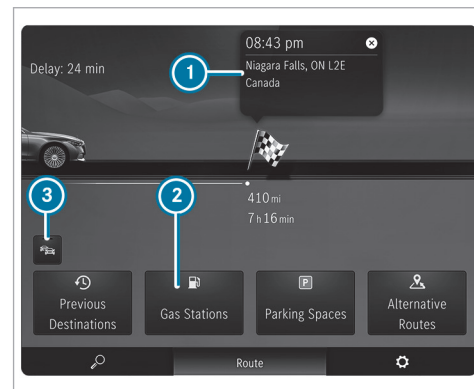 08:43 pm
Delay: 24 min
1
Niagara Falls, ON L2E
Canada
3
2
410 mi
7 h 16 min
P
Previous
Destinations
Gas Stations
Parking Spaces
Alternative
Routes
Route